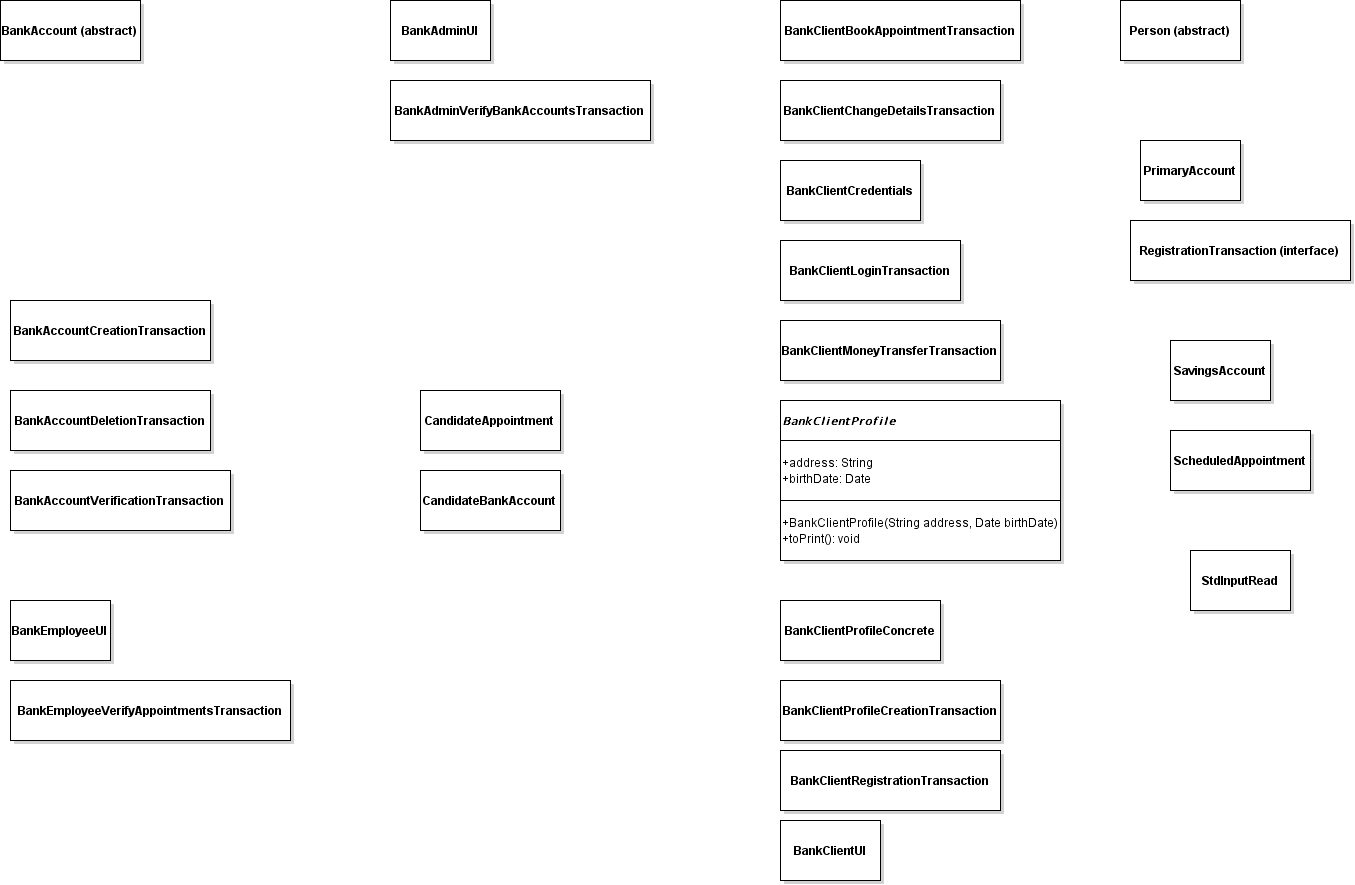 BankAccount (abstract)
BankAdminUI
BankClientBookAppointmentTransaction
Person (abstract)
BankAdminVerifyBankAccountsTransaction
BankClientChangeDetailsTransaction
PrimaryAccount
BankClientCredentials
RegistrationTransaction (interface)
BankClientLoginTransaction
BankAccountCreationTransaction
BankClientMoneyTransferTransaction
SavingsAccount
BankAccountDeletionTransaction
CandidateAppointment
BankClientProfile
+address: String
+birthDate: Date
+BankClientProfile(String address, Date birthDate)
+toPrint(): void
ScheduledAppointment
BankAccountVerificationTransaction
CandidateBankAccount
StdInputRead
BankEmployeeUI
BankClientProfileConcrete
BankEmployeeVerifyAppointmentsTransaction
BankClientProfileCreationTransaction
BankClientRegistrationTransaction
BankClientUI